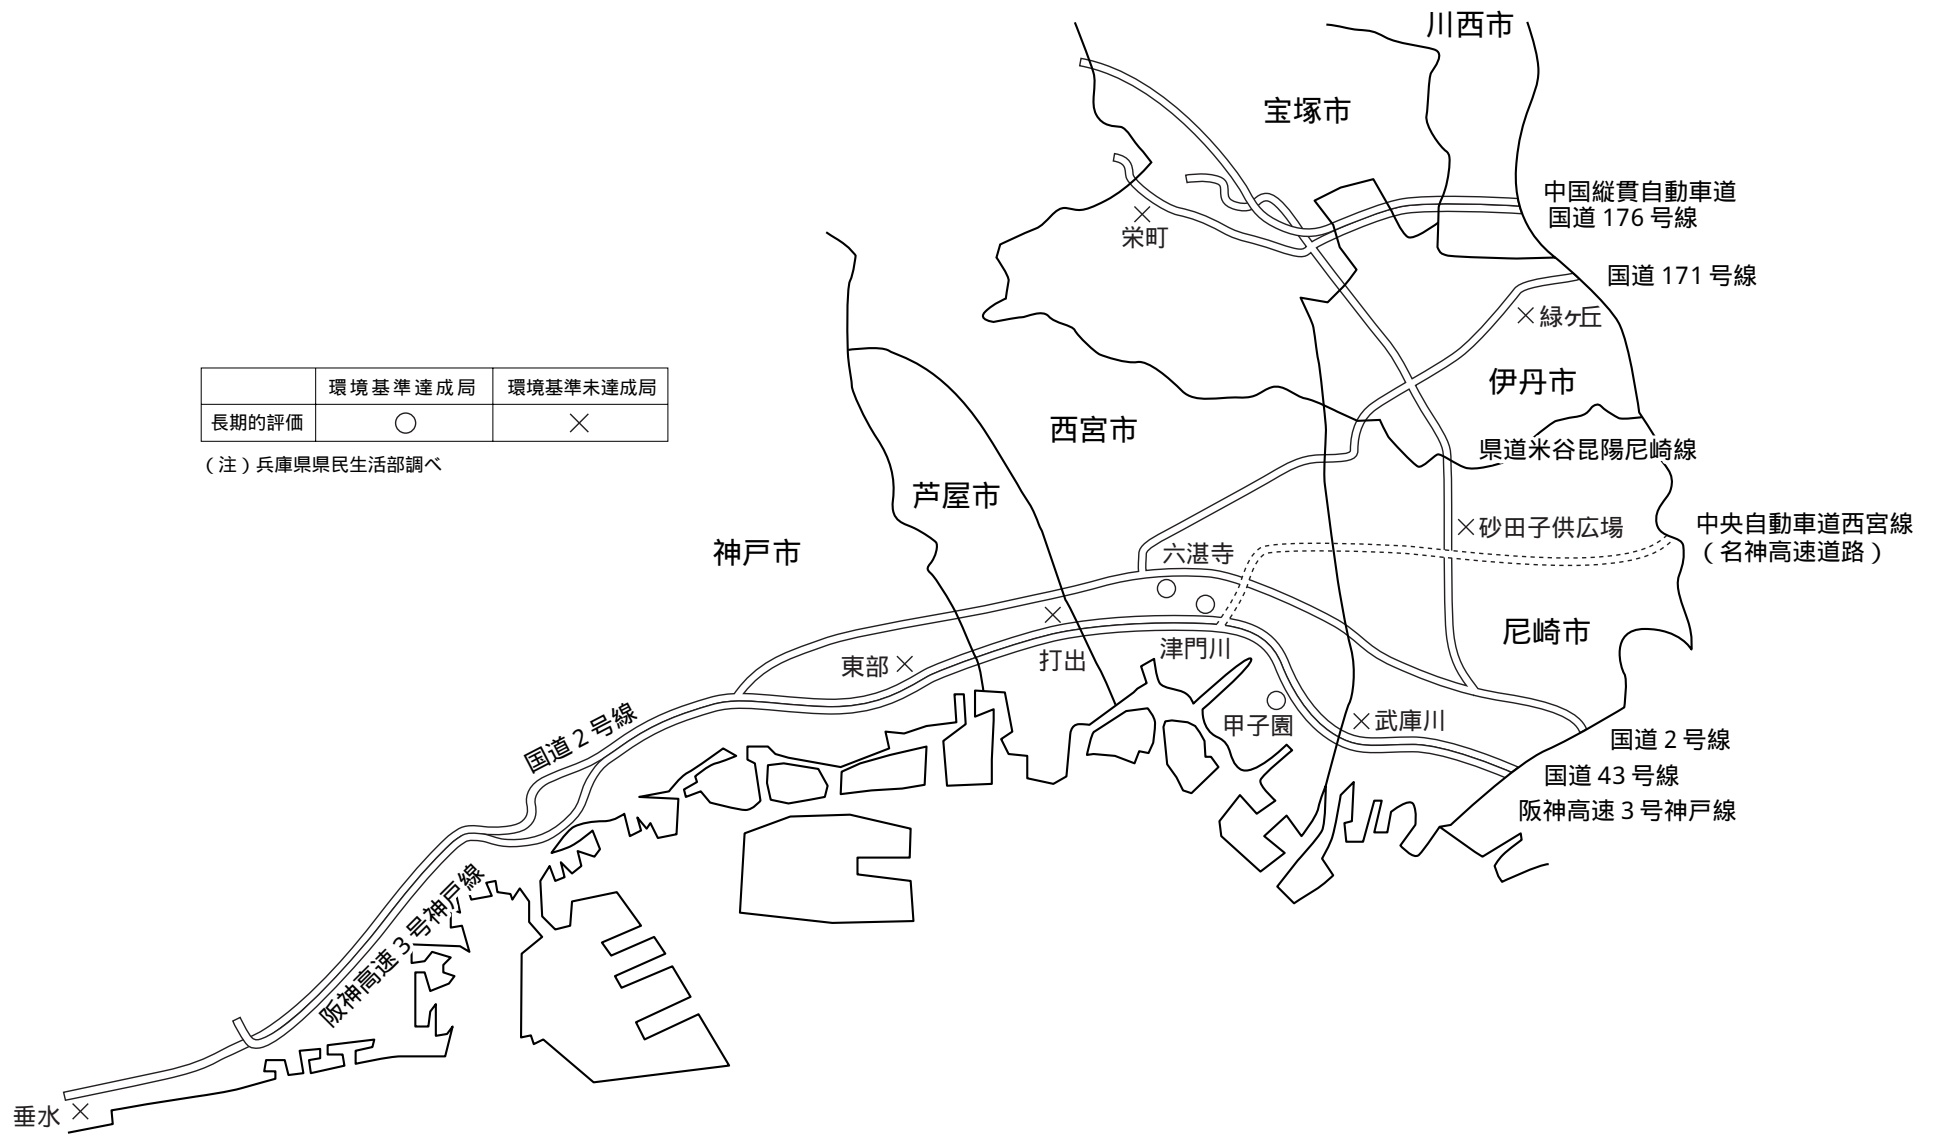 川西市
宝塚市
中国縦貫自動車道
国道 176 号線
栄町
国道 171 号線
×緑ヶ丘
伊丹市
環境基準達成局
環境基準未達成局
長期的評価
○
×
(注)兵庫県県民生活部調べ
西宮市
県道米谷昆陽尼崎線
芦屋市
×砂田子供広場
中央自動車道西宮線
(名神高速道路)
神戸市
六湛寺
尼崎市
津門川
打出
東部×
甲子園
×武庫川
国道 2 号線
国道 2 号線
国道 43 号線
阪神高速 3 号神戸線
阪神高速 3 号神戸線
垂水×